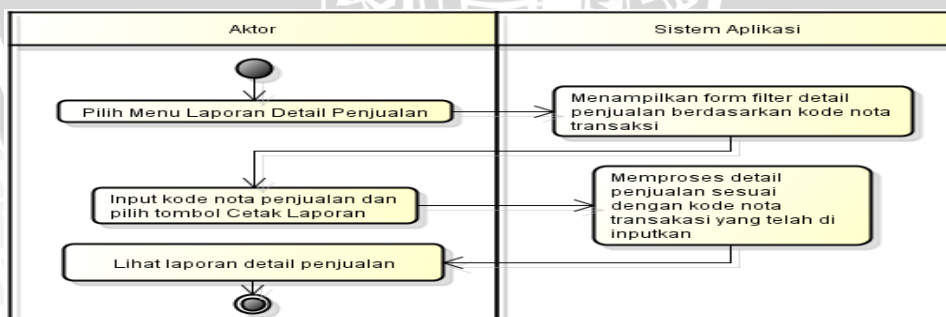 Aktor
Sistem Aplikasi
Pilih Menu Laporan Detail Penjualan
Menampilkan form filter detail
penjualan berdasarkan kode nota
transaksi
Input kode nota penjualan dan
pilih tombol Cetak Laporan
Memproses detail
penjualan sesuai
dengan kode nota
transakasi yang telah di
inputkan
Lihat laporan detail penjualan